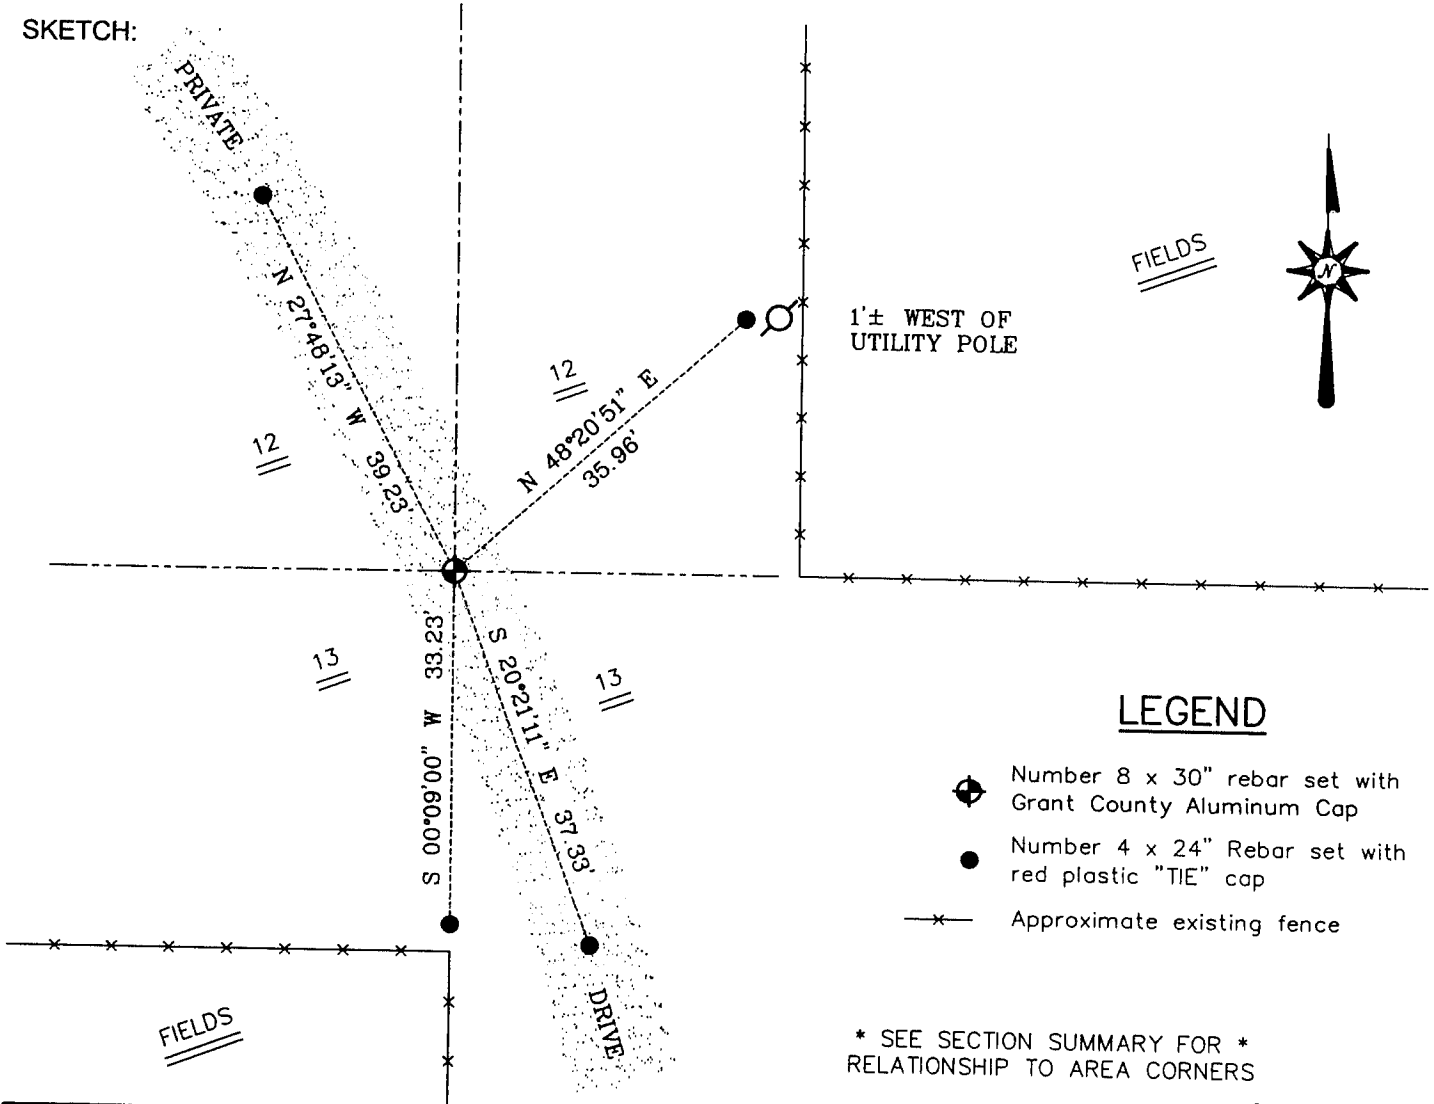 SKETCH:
PRIVATE
N 27°48'13" W 39.23'
12
12
N 48°20'51" E
35.96'
1'± WEST OF
UTILITY POLE
FIELDS
N
13
13
S 00°09'00" W 33.23'
S 20°21'11" E 37.33'
DRIVE
FIELDS
LEGEND
Number 8 x 30" rebar set with
Grant County Aluminum Cap
Number 4 x 24" Rebar set with
red plastic "TIE" cap
Approximate existing fence
* SEE SECTION SUMMARY FOR *
RELATIONSHIP TO AREA CORNERS